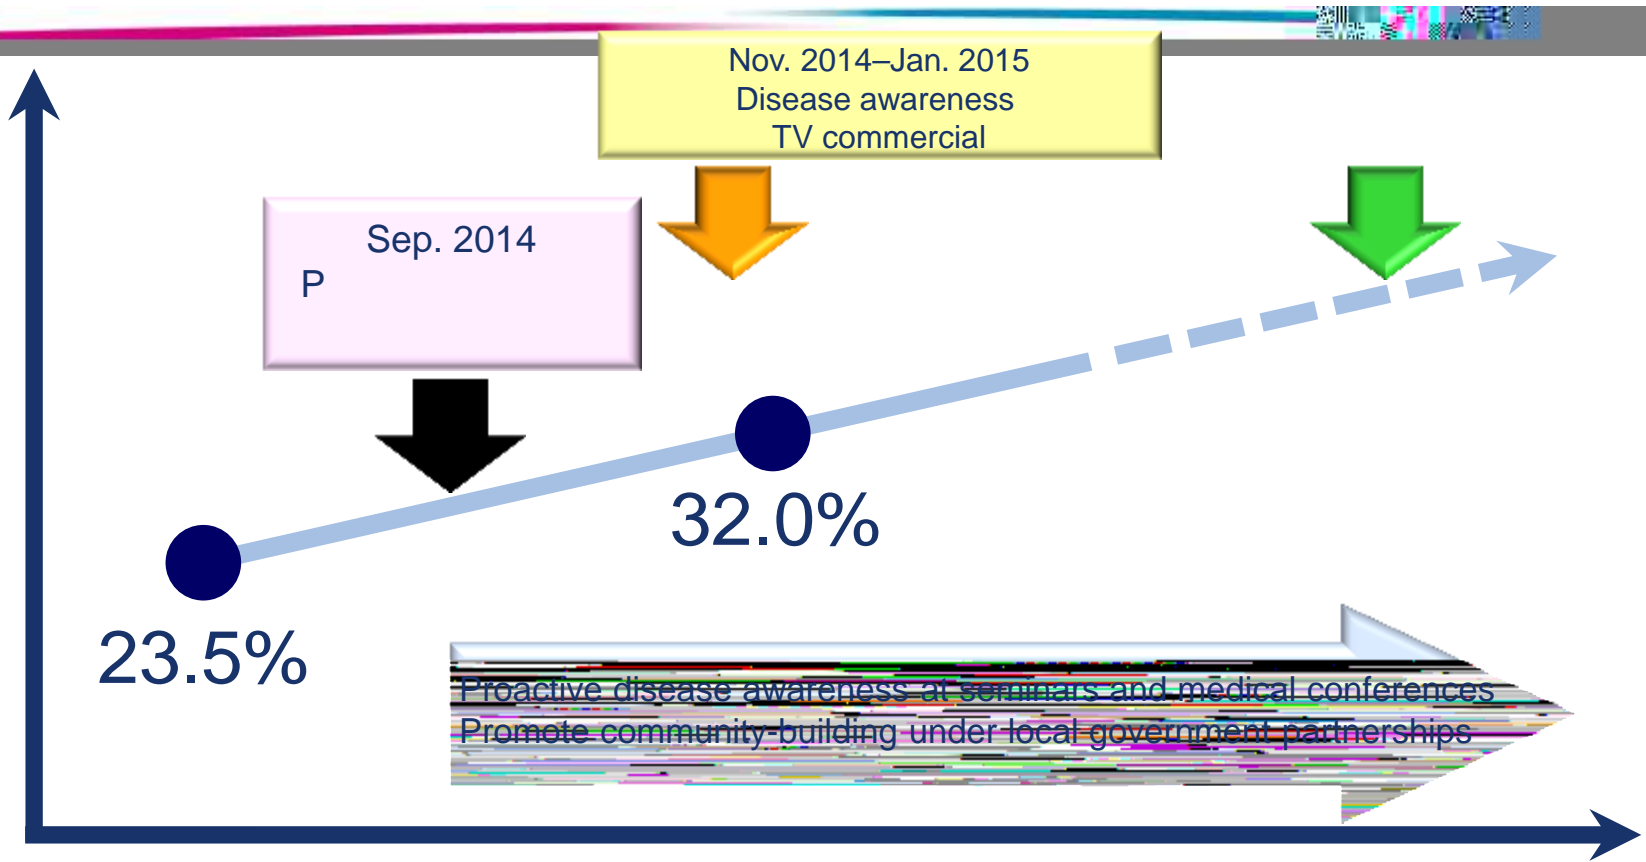 Nov. 2014–Jan. 2015
Disease awareness
TV commercial
Sep. 2014
P
32.0%
23.5%
Proactive disease awareness at seminars and medical conferences
Promote community-building under local government partnerships